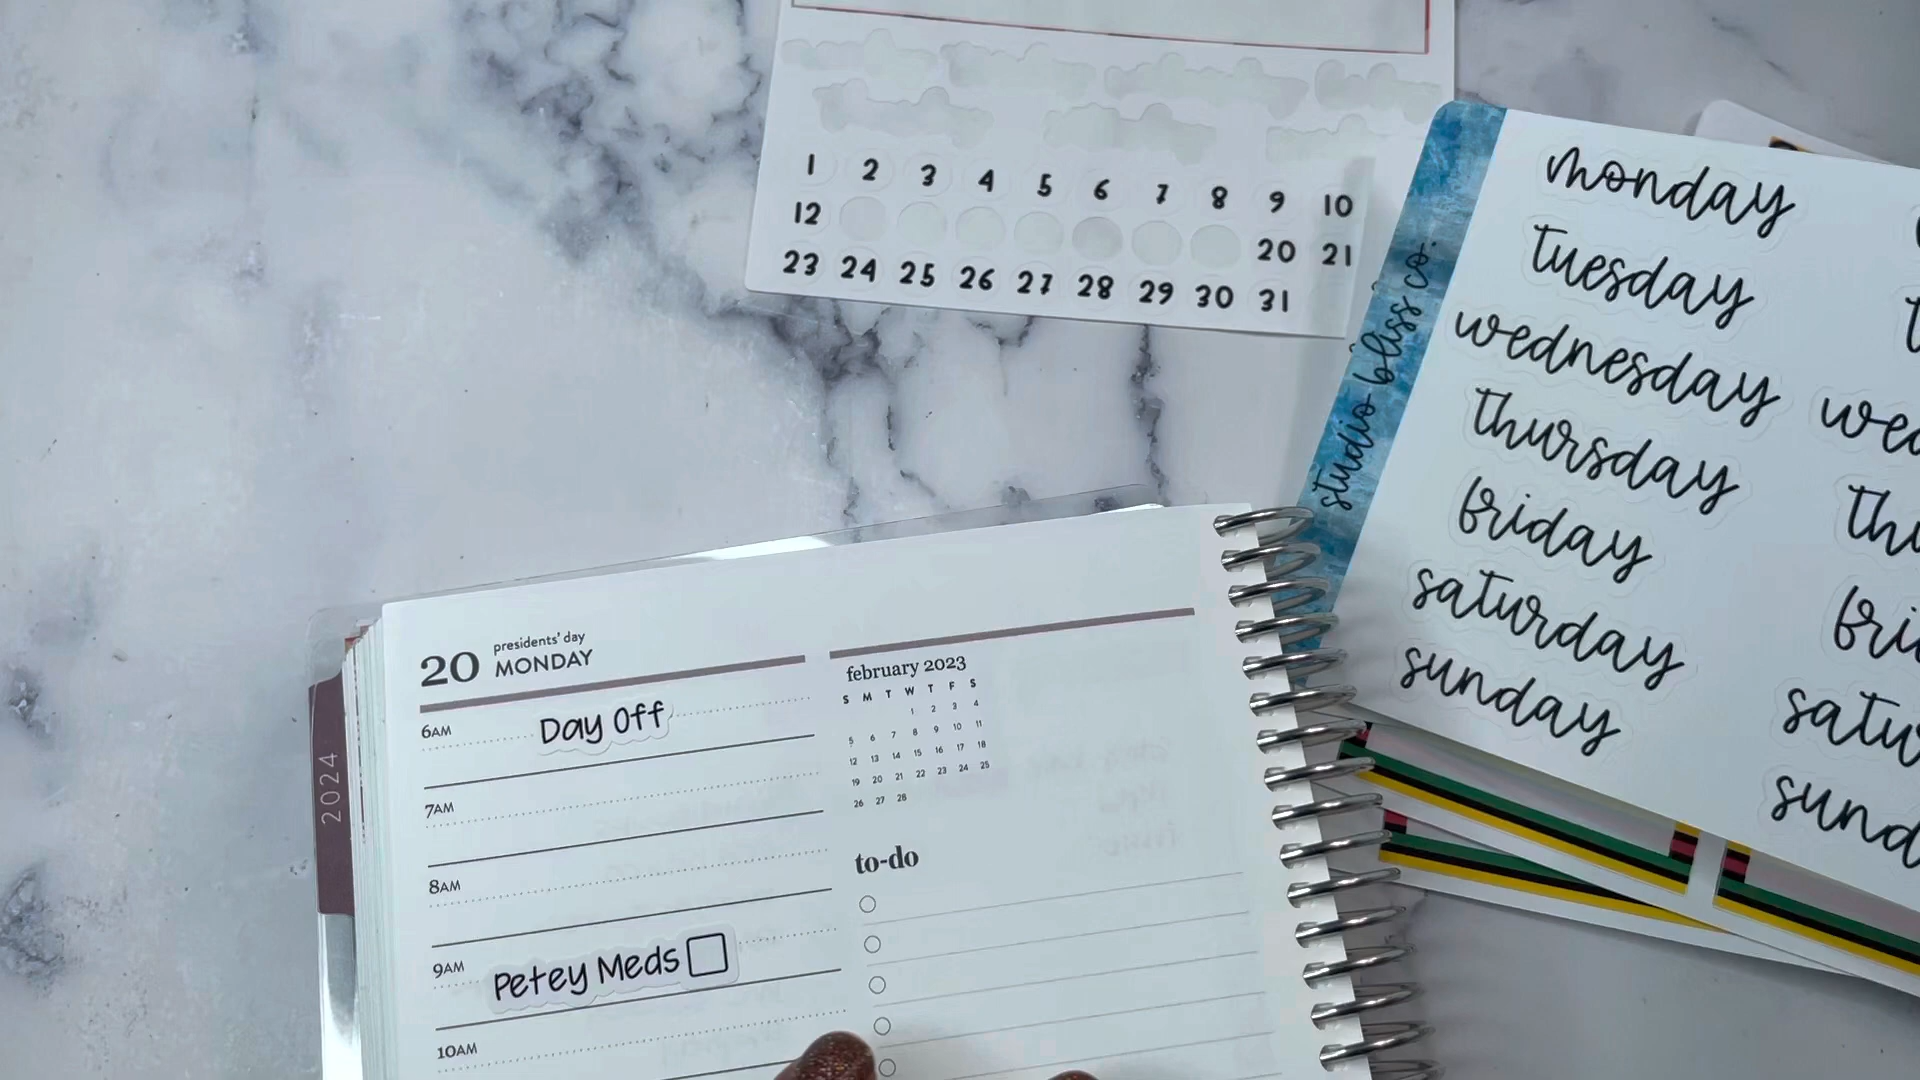 1 2 3 4 5 6 7 8 9 10
12 20 21
23 24 25 26 27 28 29 30 31
studio bliss co.
monday
tuesday
wednesday
thursday
friday
saturday
sunday
2024
20 presidents' day
MONDAY
6AM Day Off
7AM
8AM
9AM Petey Meds
10AM
february 2023
S M T W T F S
1 2 3 4
5 6 7 8 9 10 11
12 13 14 15 16 17 18
19 20 21 22 23 24 25
26 27 28
to-do